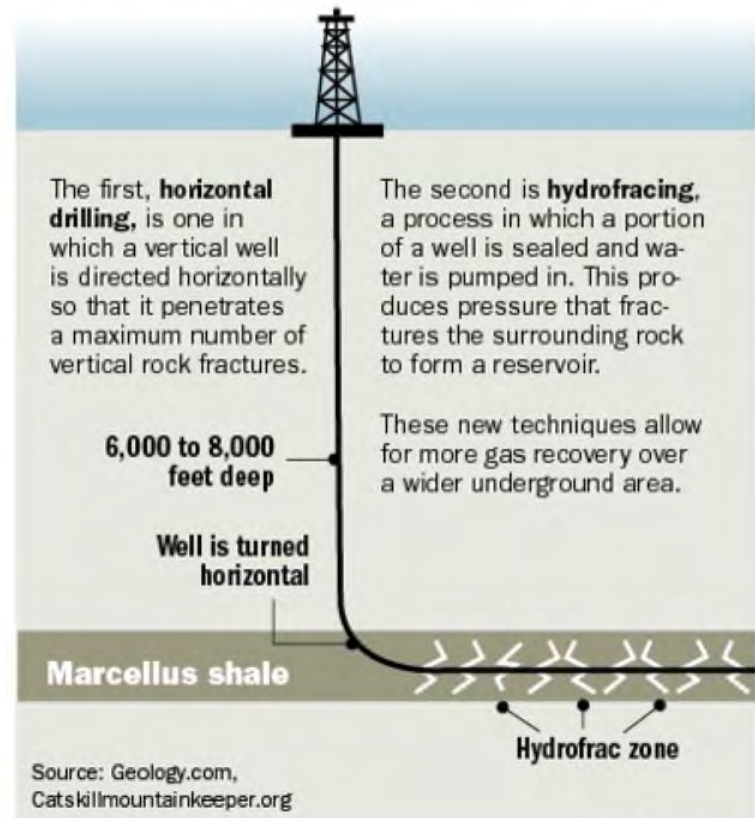 The first, horizontal
drilling, is one in
which a vertical well
is directed horizontally
so that it penetrates
a maximum number of
vertical rock fractures.
The second is hydrofracing,
a process in which a portion
of a well is sealed and wa-
ter is pumped in. This pro-
duces pressure that frac-
tures the surrounding rock
to form a reservoir.
These new techniques allow
for more gas recovery over
a wider underground area.
6,000 to 8,000
feet deep
Well is turned
horizontal
Marcellus shale
Hydrofrac zone
Source: Geology.com,
Catskillmountainkeeper.org